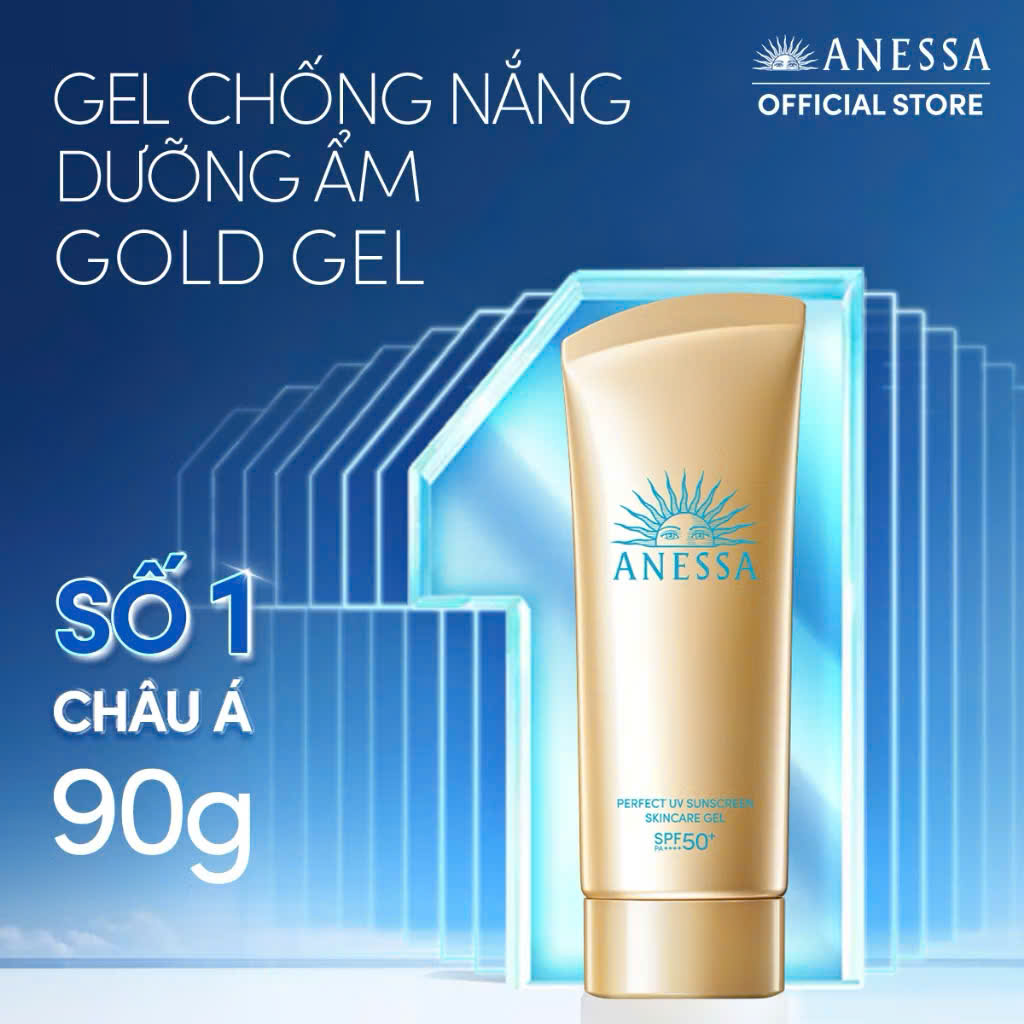 GEL CHỐNG NẮNG
DƯỠNG ẨM
GOLD GEL
ANESSA
OFFICIAL STORE
SỐ 1
CHÂU Á
90g
ANESSA
PERFECT UV SUNSCREEN
SKINCARE GEL
SPF50+
PA++++